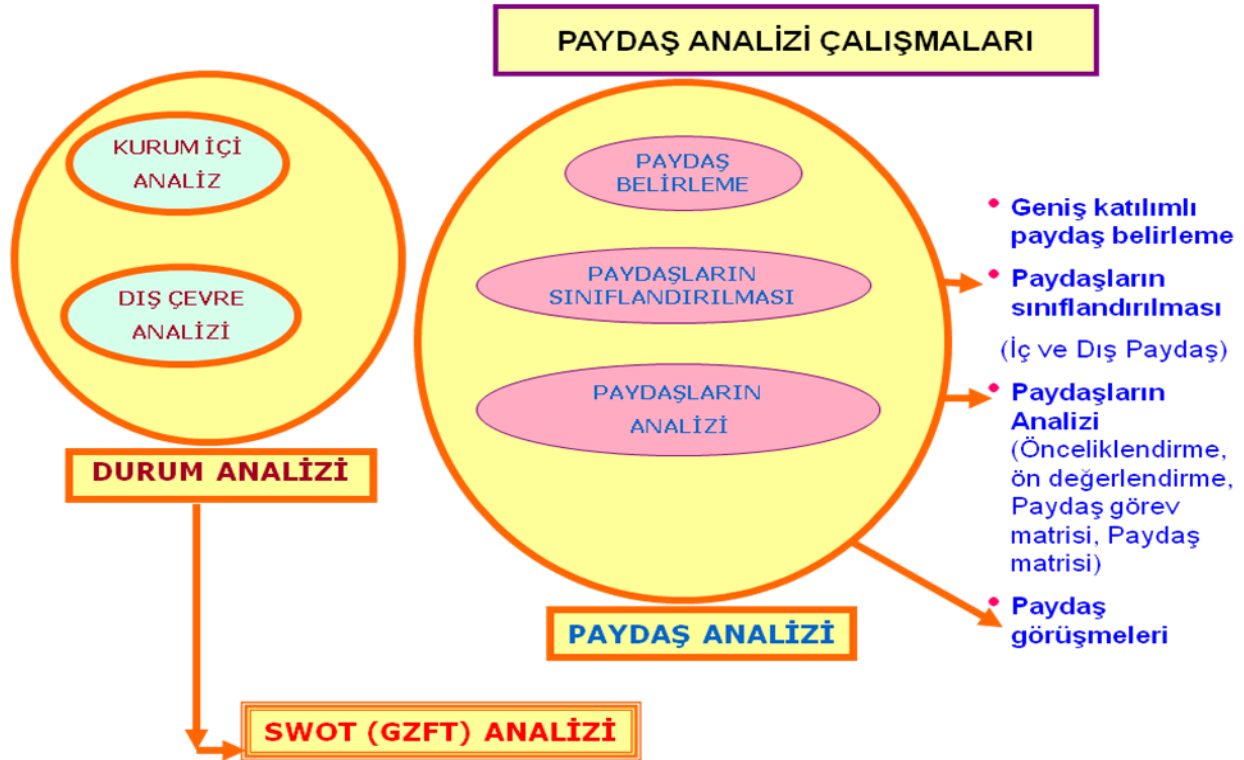 PAYDAŞ ANALİZİ ÇALIŞMALARI
KURUM İÇİ
ANALİZ
DIŞ ÇEVRE
ANALİZİ
DURUM ANALİZİ
PAYDAŞ
BELİRLEME
PAYDAŞLARIN
SINIFLANDIRILMASI
PAYDAŞLARIN
ANALİZİ
PAYDAŞ ANALİZİ
• Geniş katılımlı
paydaş belirleme
• Paydaşların
sınıflandırılması
(İç ve Dış Paydaş)
• Paydaşların
Analizi
(Önceliklendirme,
ön değerlendirme,
Paydaş görev
matrisi, Paydaş
matrisi)
• Paydaş
görüşmeleri
SWOT (GZFT) ANALİZİ